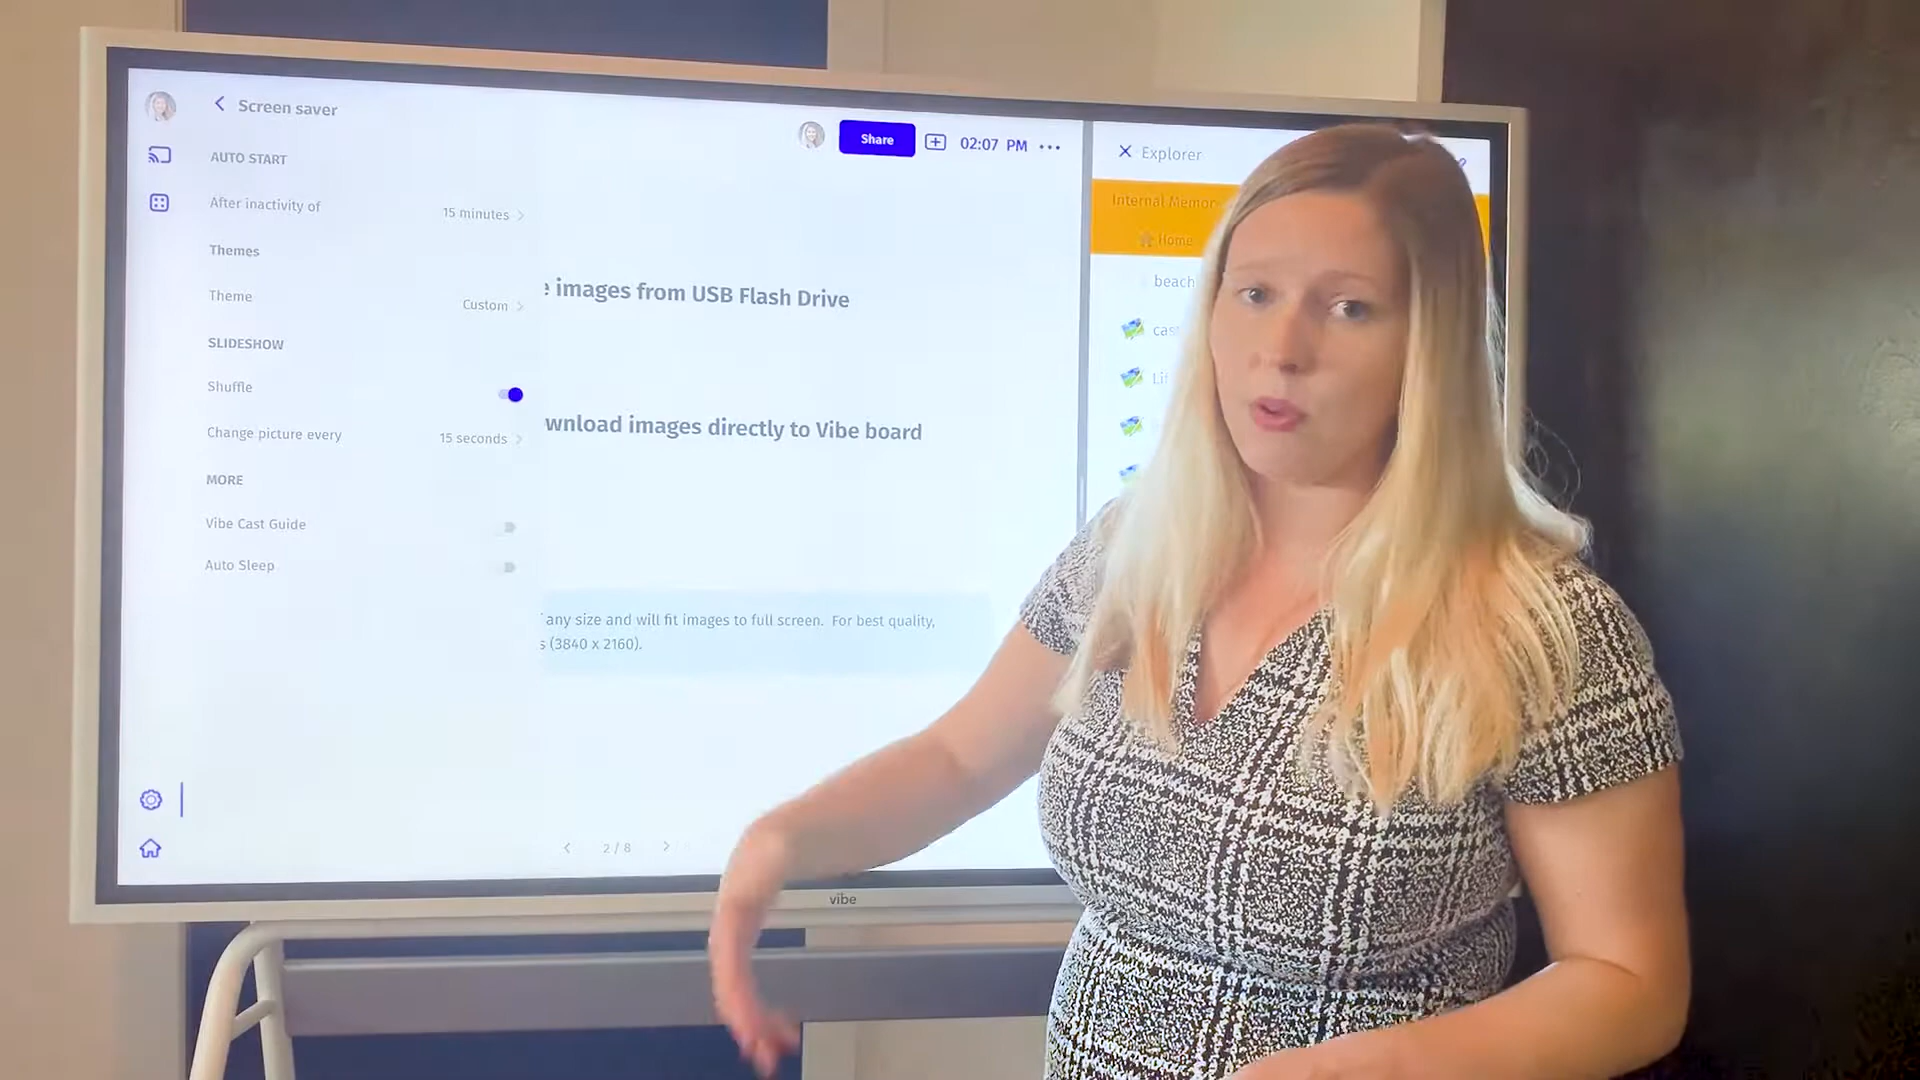 Screen saver
AUTO START
After inactivity of
15 minutes
Themes
Theme
Custom
SLIDESHOW
Shuffle
Change picture every
15 seconds
MORE
Vibe Cast Guide
Auto Sleep
Share
02:07 PM
images from USB Flash Drive
wnload images directly to Vibe board
any size and will fit images to full screen. For best quality,
s (3840 x 2160).
2 / 8
Explorer
Internal Memor
Home
beach
cas
Lif
vibe